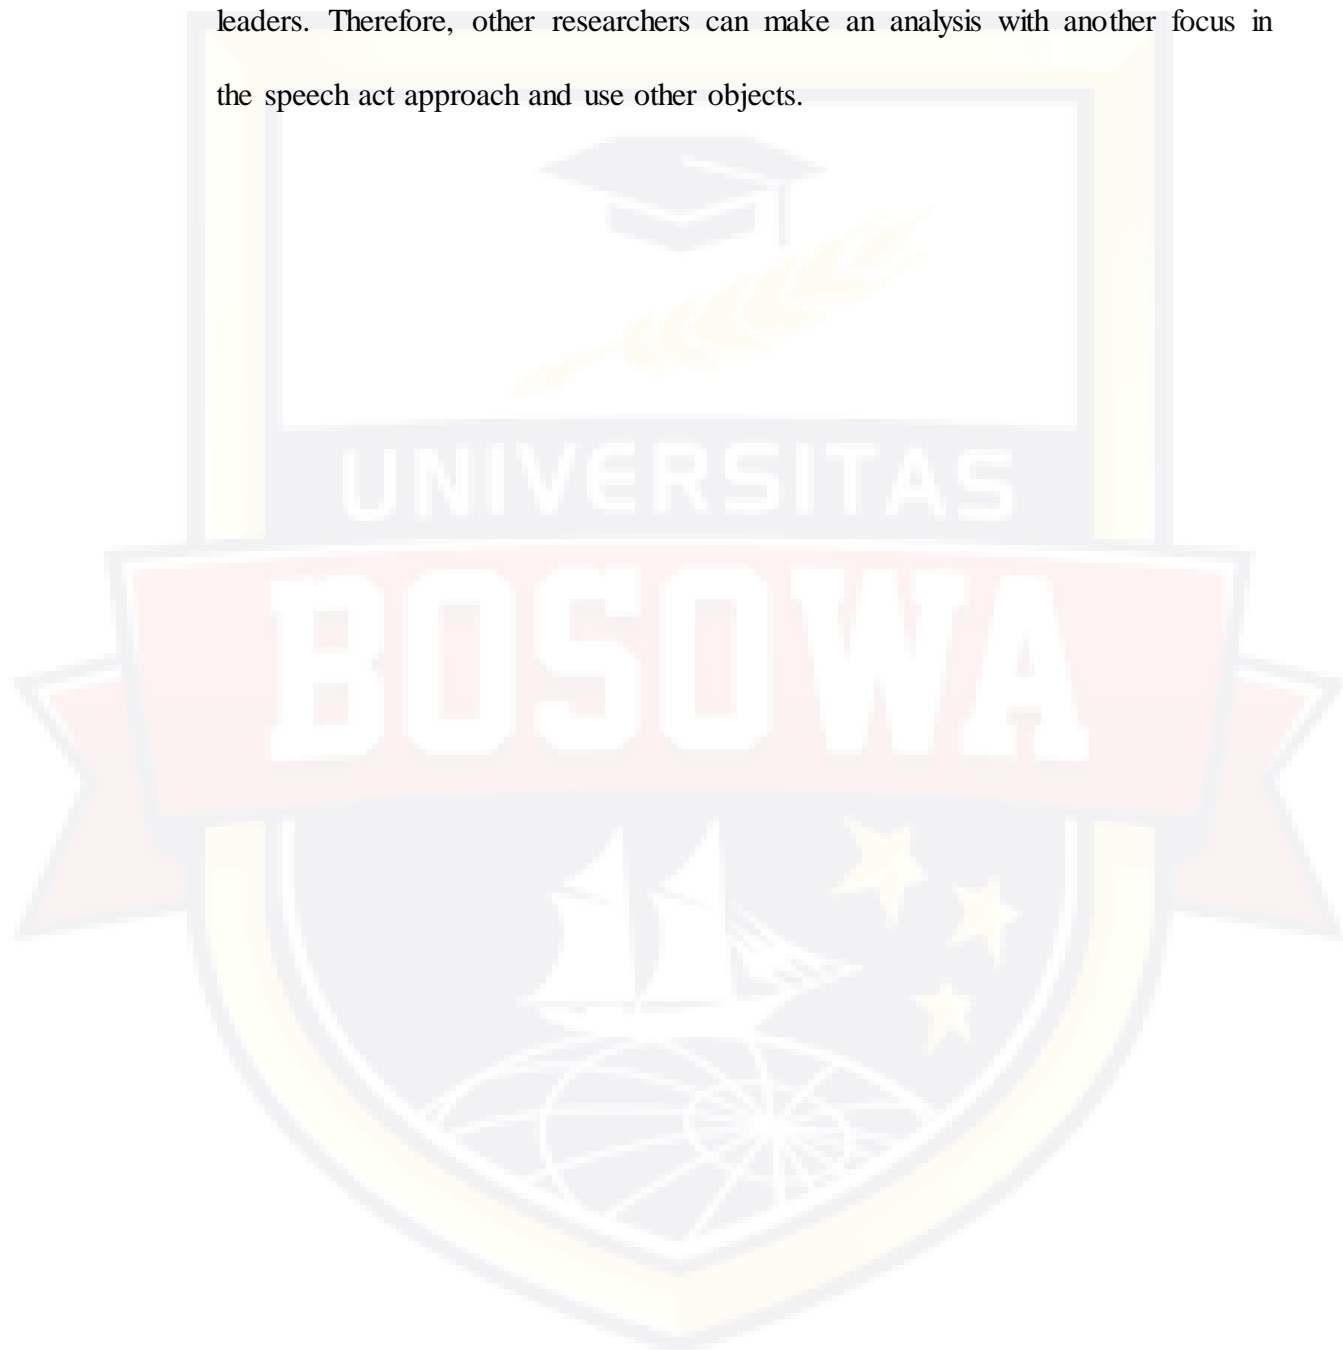 leaders. Therefore, other researchers can make an analysis with another focus in
the speech act approach and use other objects.
UNIVERSITAS
BOSOWA